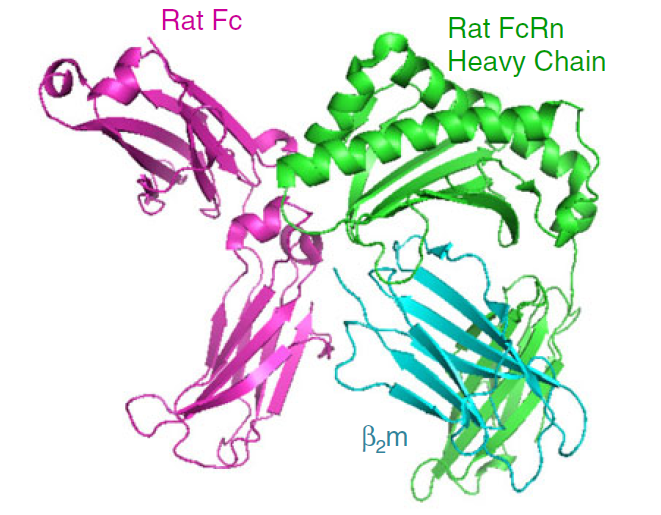 Rat Fc
Rat FcRn
Heavy Chain
β₂m